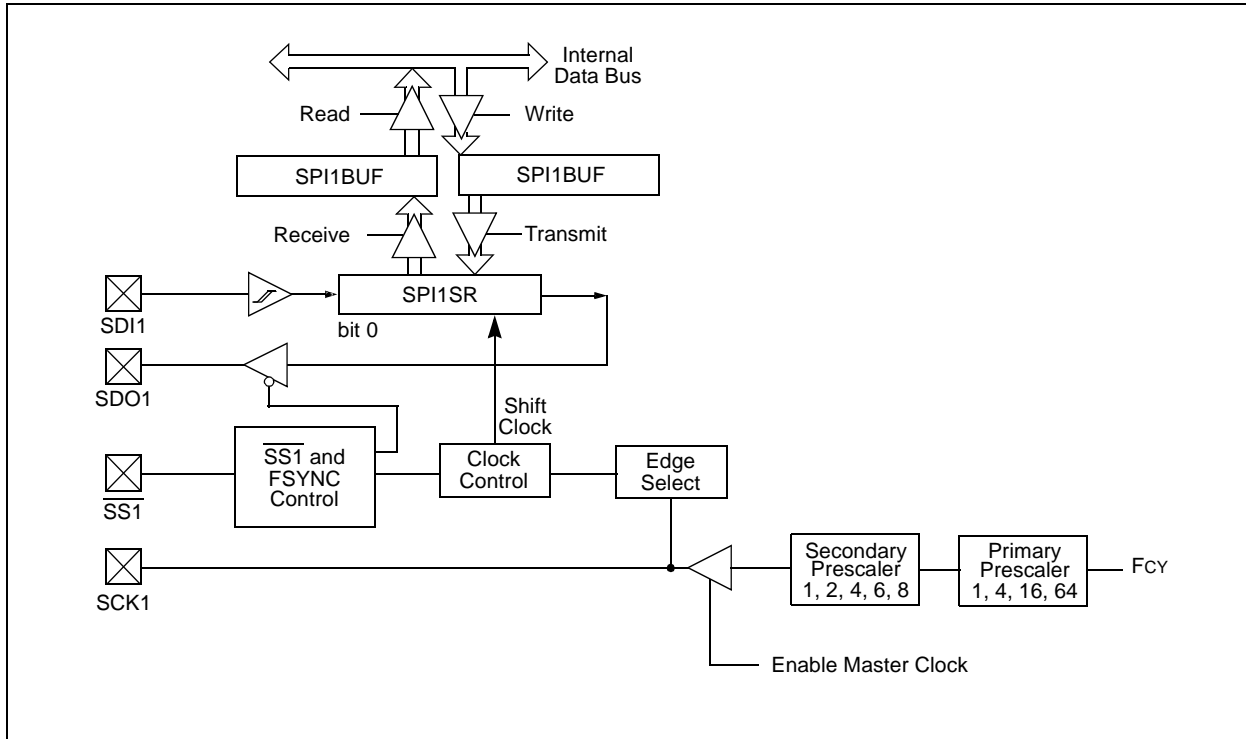 Internal
Data Bus
Read
Write
SPI1BUF
SPI1BUF
Receive
Transmit
SPI1SR
SDI1
bit 0
SDO1
Shift
Clock
SS1 and
FSYNC
Control
Clock
Control
Edge
Select
SS1
Secondary
Prescaler
1, 2, 4, 6, 8
Primary
Prescaler
1, 4, 16, 64
FCY
SCK1
Enable Master Clock